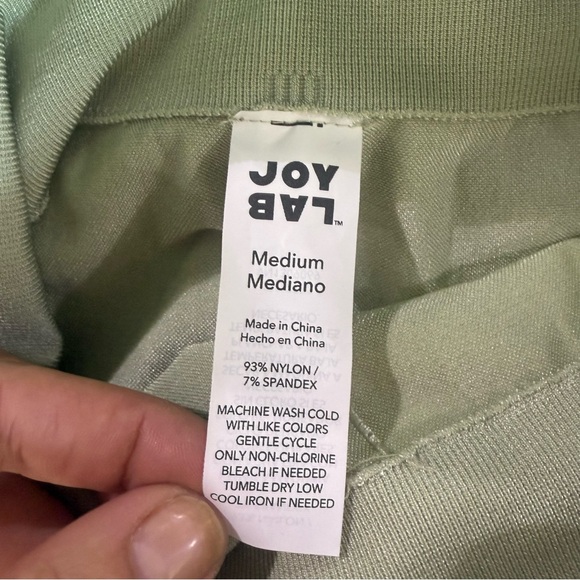 JOY
LAB™
Medium
Mediano
Made in China
Hecho en China
93% NYLON /
7% SPANDEX
MACHINE WASH COLD
WITH LIKE COLORS
GENTLE CYCLE
ONLY NON-CHLORINE
BLEACH IF NEEDED
TUMBLE DRY LOW
COOL IRON IF NEEDED